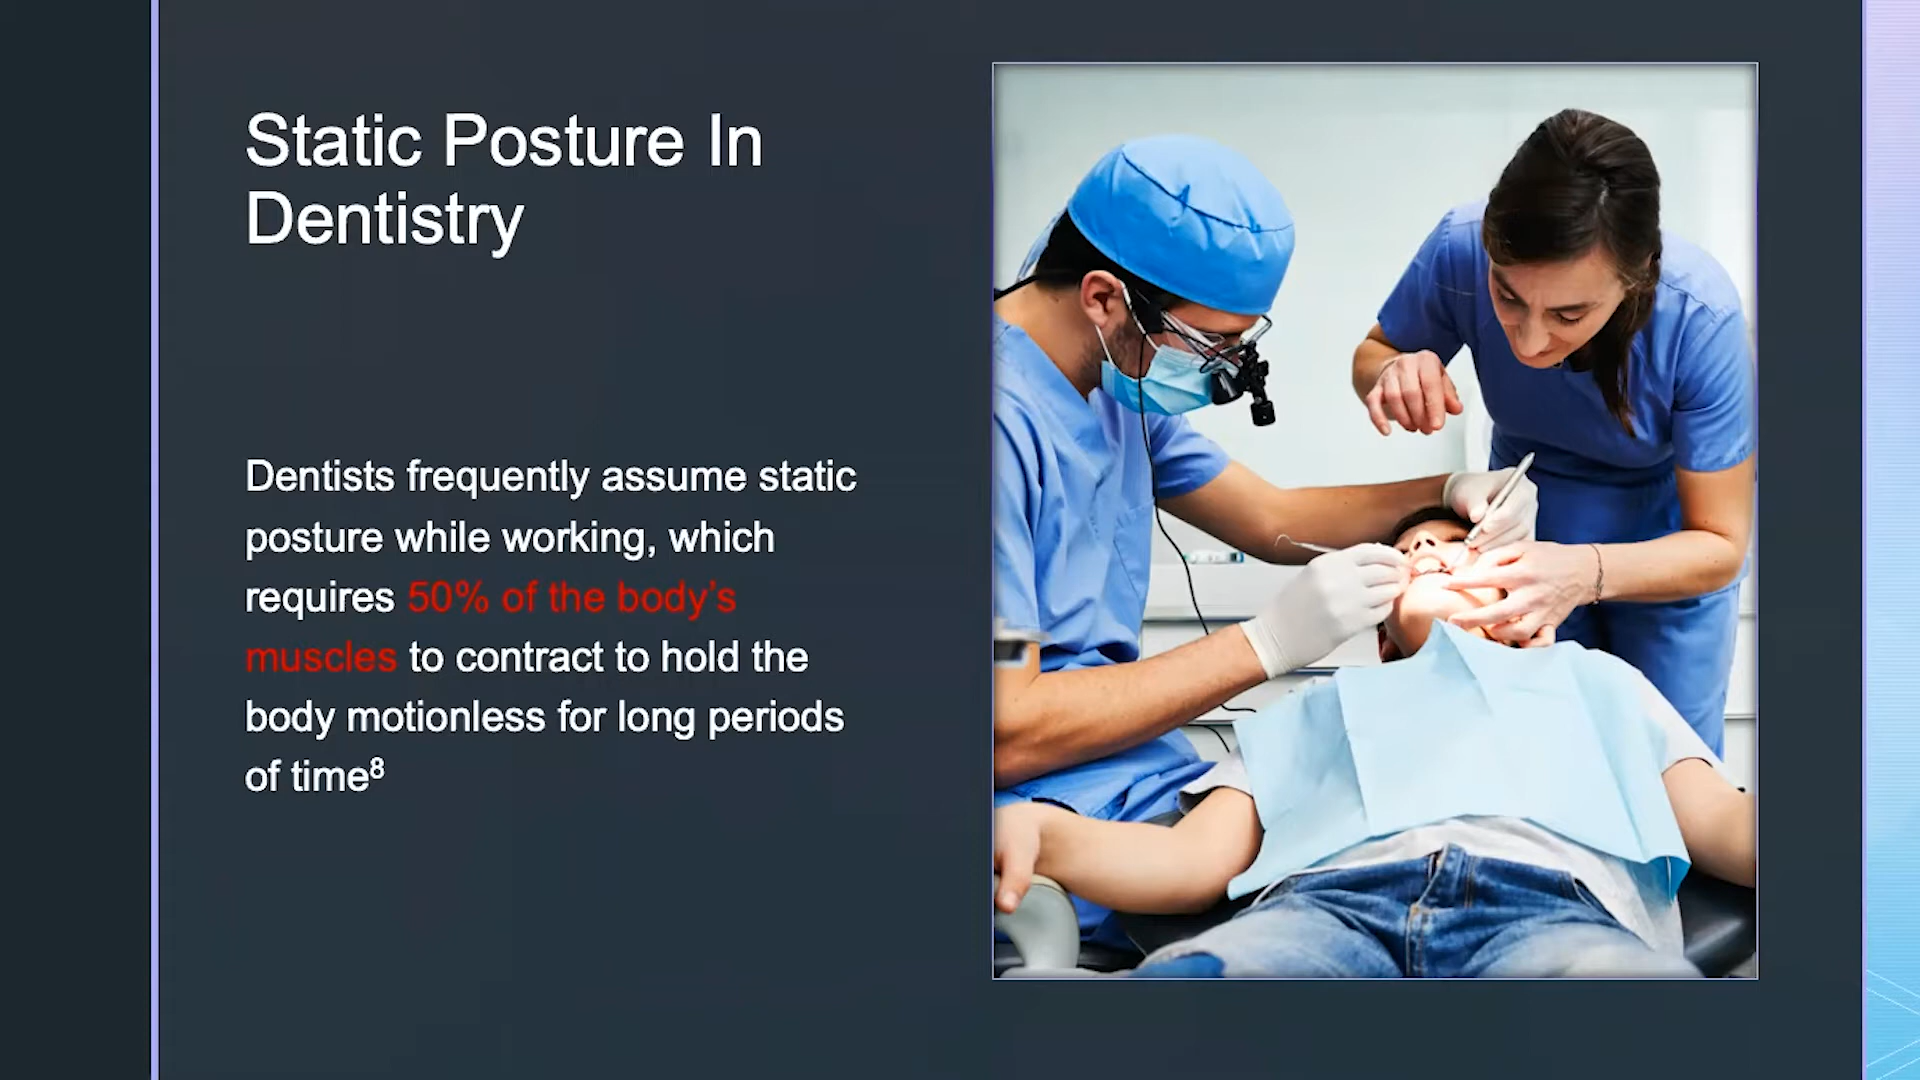 Static Posture In
Dentistry
Dentists frequently assume static
posture while working, which
requires 50% of the body’s
muscles to contract to hold the
body motionless for long periods
of time⁸